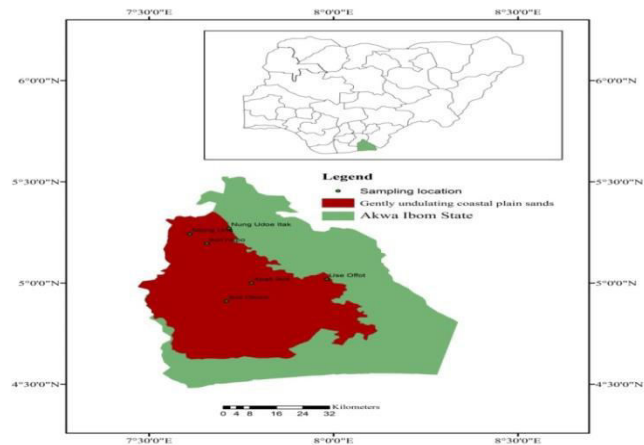 7°30'0"E 8°0'0"E 8°30'0"E
6°0'0"N 6°0'0"N
5°30'0"N 5°30'0"N
Legend
Sampling location
Gently undulating coastal plain sands
Akwa Ibom State
Nung Udoe Itak
Use Offot
5°0'0"N 5°0'0"N
4°30'0"N 4°30'0"N
0 4 8 16 24 32
Kilometers
7°30'0"E 8°0'0"E 8°30'0"E